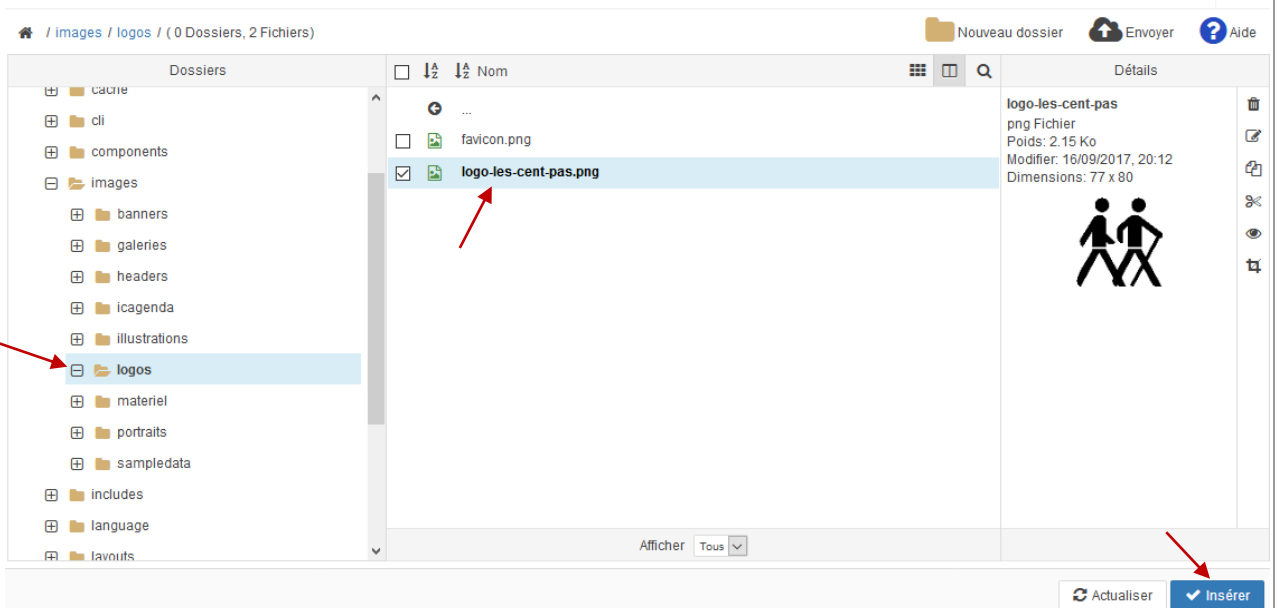 / images / logos / ( 0 Dossiers, 2 Fichiers)
Nouveau dossier
Envoyer
Aide
Dossiers
Nom
Détails
cache
cli
components
images
banners
galeries
headers
icagenda
illustrations
logos
materiel
portraits
sampledata
includes
language
layouts
...
favicon.png
logo-les-cent-pas.png
logo-les-cent-pas
png Fichier
Poids: 2.15 Ko
Modifier: 16/09/2017, 20:12
Dimensions: 77 x 80
Afficher Tous
Actualiser
Insérer